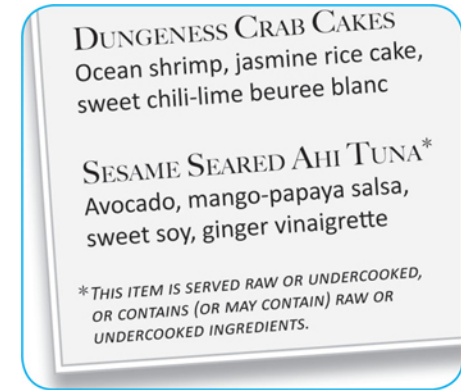 DUNGENESS CRAB CAKES
Ocean shrimp, jasmine rice cake,
sweet chili-lime beuree blanc
SESAME SEARED AHI TUNA*
Avocado, mango-papaya salsa,
sweet soy, ginger vinaigrette
*THIS ITEM IS SERVED RAW OR UNDERCOOKED,
OR CONTAINS (OR MAY CONTAIN) RAW OR
UNDERCOOKED INGREDIENTS.